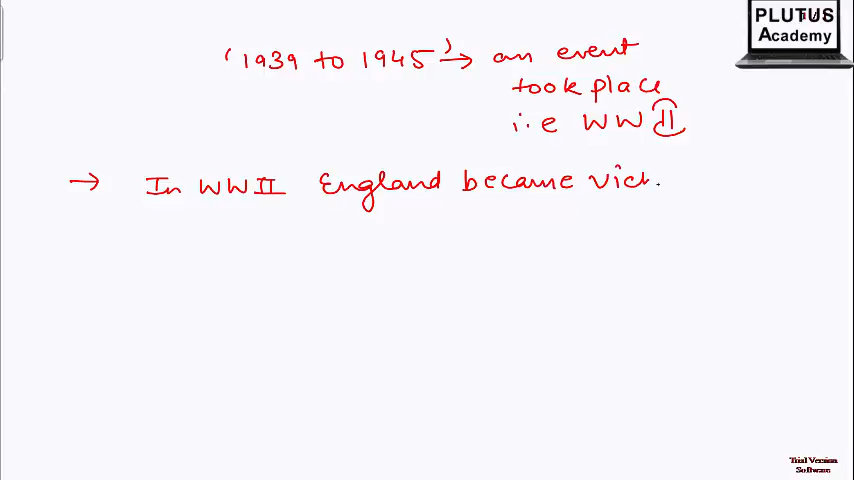 PLUTUS
Academy
'1939 to 1945' → an event
took place
i.e WW II
→ In WW II England became vict
Trial Version
Software